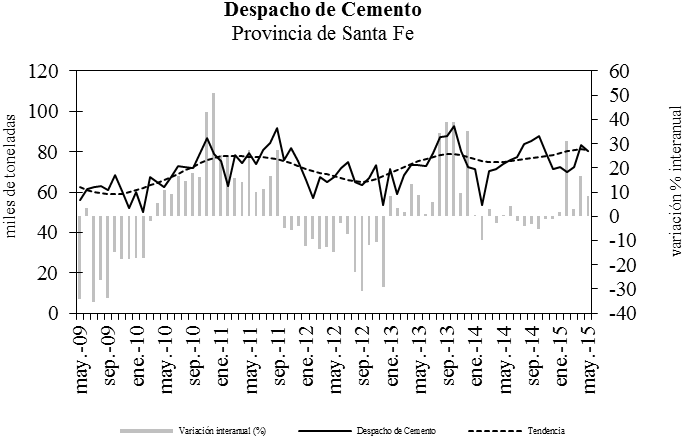 Despacho de Cemento
Provincia de Santa Fe
miles de toneladas
120
100
80
60
40
20
0
60
50
40
30
20
10
0
-10
-20
-30
-40
variación % interanual
may.-09
sep.-09
ene.-10
may.-10
sep.-10
ene.-11
may.-11
sep.-11
ene.-12
may.-12
sep.-12
ene.-13
may.-13
sep.-13
ene.-14
may.-14
sep.-14
ene.-15
may.-15
Variación interanual (%) Despacho de Cemento Tendencia